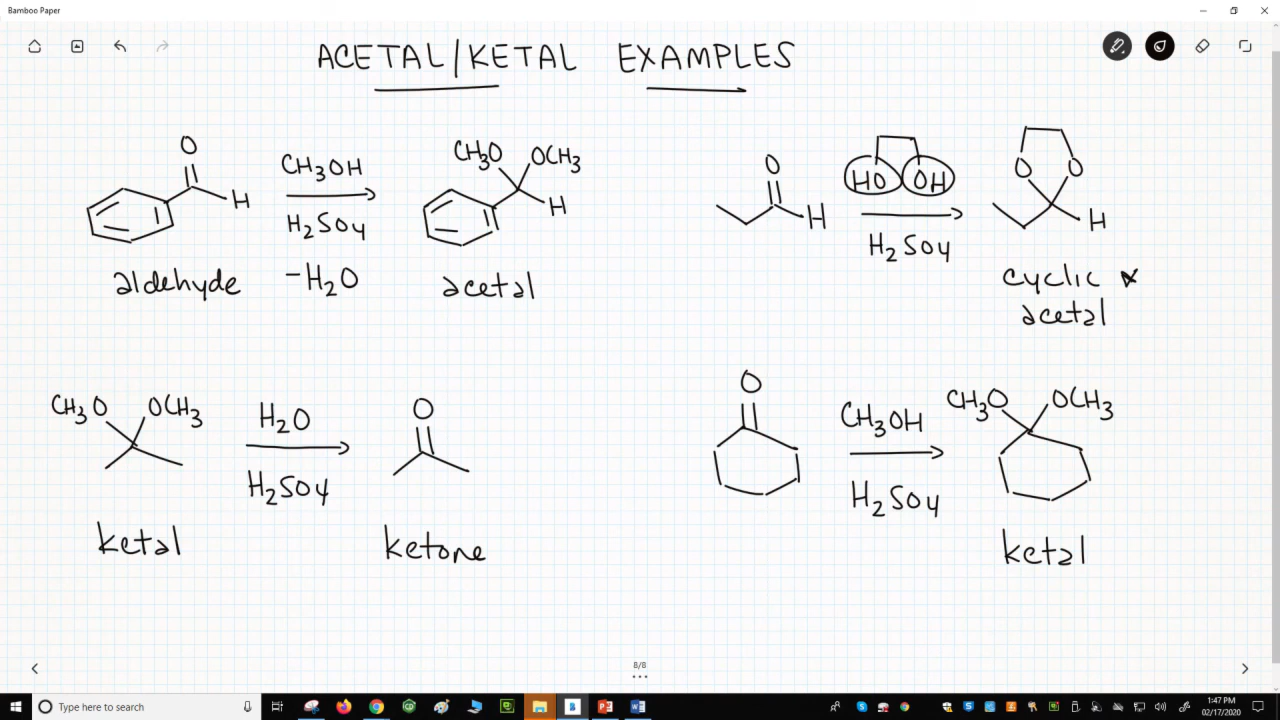 Bamboo Paper
ACETAL/KETAL EXAMPLES
O
H
CH3OH
H2SO4
-H2O
aldehyde
CH3O OCH3
H
acetal
O
H
HO OH
H2SO4
O O
H
cyclic
acetal
CH3O OCH3
H2O
H2SO4
O
ketal
ketone
O
CH3OH
H2SO4
CH3O OCH3
ketal
8/8
Type here to search
1:47 PM
02/17/2020